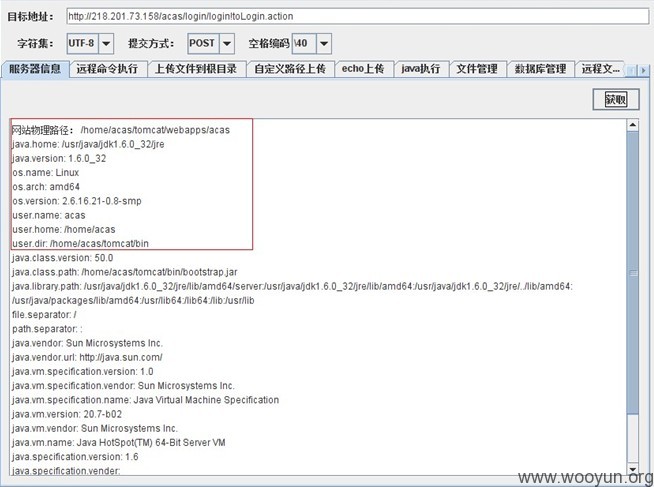 目标地址: http://218.201.73.158/acas/login/login!toLogin.action
字符集: UTF-8 提交方式: POST 空格编码 \40
服务器信息 远程命令执行 上传文件到根目录 自定义路径上传 echo上传 java执行 文件管理 数据库管理 远程文...
获取
网站物理路径: /home/acas/tomcat/webapps/acas
java.home: /usr/java/jdk1.6.0_32/jre
java.version: 1.6.0_32
os.name: Linux
os.arch: amd64
os.version: 2.6.16.21-0.8-smp
user.name: acas
user.home: /home/acas
user.dir: /home/acas/tomcat/bin
java.class.version: 50.0
java.class.path: /home/acas/tomcat/bin/bootstrap.jar
java.library.path: /usr/java/jdk1.6.0_32/jre/lib/amd64/server:/usr/java/jdk1.6.0_32/jre/lib/amd64:/usr/java/jdk1.6.0_32/jre/../lib/amd64:
/usr/java/packages/lib/amd64:/usr/lib64:/lib64:/lib:/usr/lib
file.separator: /
path.separator: :
java.vendor: Sun Microsystems Inc.
java.vendor.url: http://java.sun.com/
java.vm.specification.version: 1.0
java.vm.specification.vendor: Sun Microsystems Inc.
java.vm.specification.name: Java Virtual Machine Specification
java.vm.version: 20.7-b02
java.vm.vendor: Sun Microsystems Inc.
java.vm.name: Java HotSpot(TM) 64-Bit Server VM
java.specification.version: 1.6
java.specification.vender:
www.wooyun.org